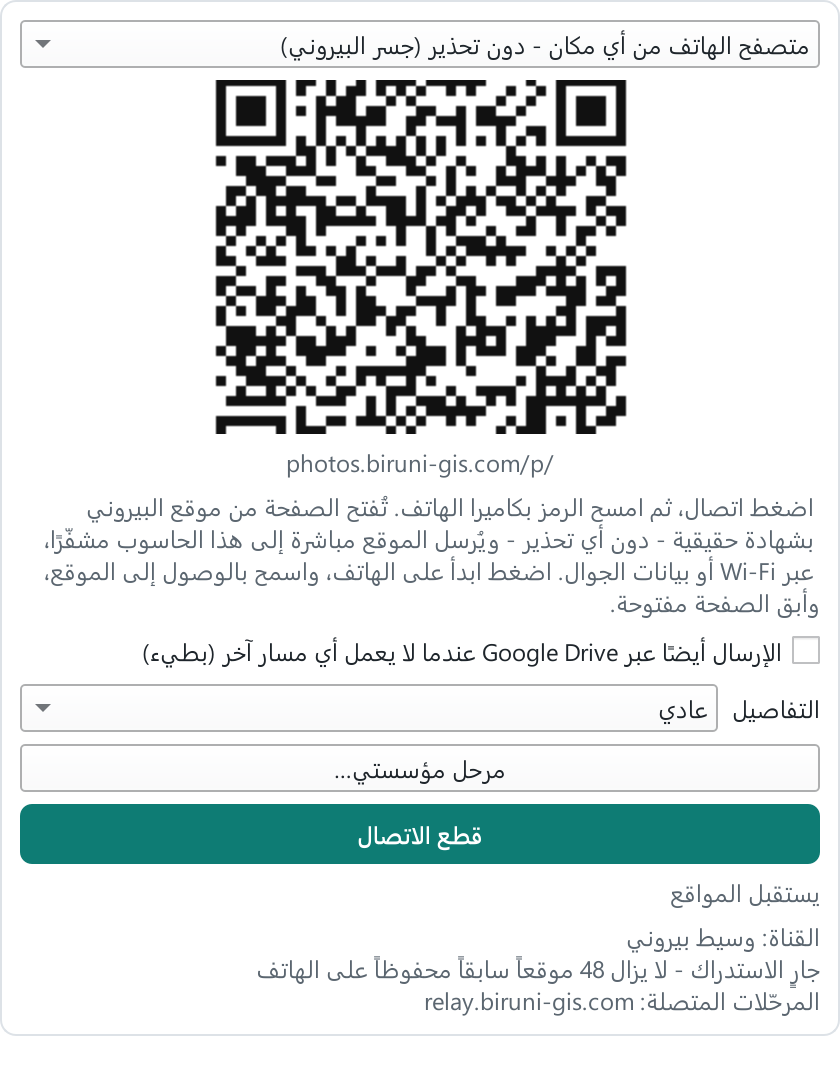 متصفح الهاتف من أي مكان - دون تحذير (جسر البيروني)
photos.biruni-gis.com/p/
اضغط اتصال، ثم امسح الرمز بكاميرا الهاتف. تُفتح الصفحة من موقع البيروني
بشهادة حقيقية - دون أي تحذير - ويُرسل الموقع مباشرة إلى هذا الحاسوب مشفّرًا،
عبر Wi-Fi أو بيانات الجوال. اضغط ابدأ على الهاتف، واسمح بالوصول إلى الموقع،
وأبق الصفحة مفتوحة.
الإرسال أيضًا عبر Google Drive عندما لا يعمل أي مسار آخر (بطيء)
التفاصيل عادي
مرحل مؤسستي...
قطع الاتصال
يستقبل المواقع
القناة: وسيط بيروني
جارٍ الاستدراك - لا يزال 48 موقعاً سابقاً محفوظاً على الهاتف
المرحّلات المتصلة: relay.biruni-gis.com